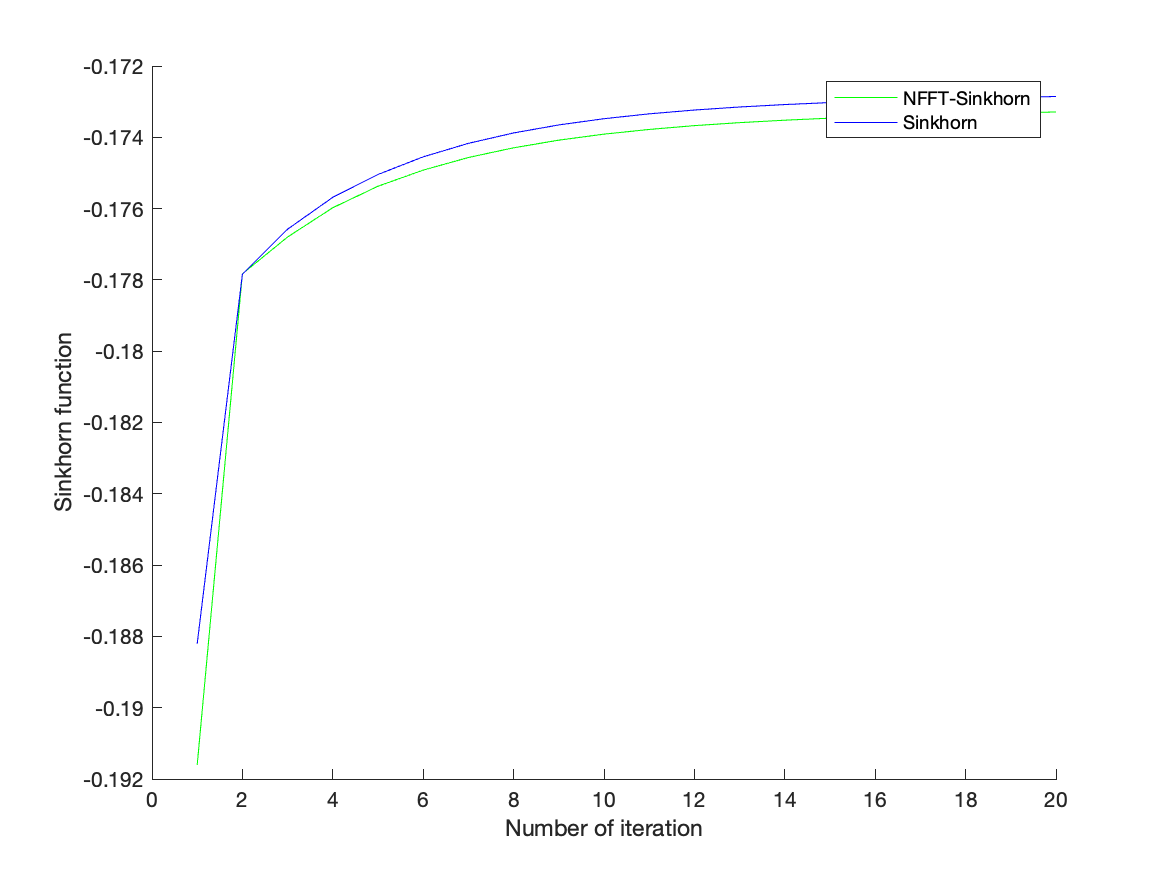 -0.172
-0.174
-0.176
-0.178
-0.18
-0.182
-0.184
-0.186
-0.188
-0.19
-0.192
Sinkhorn function
NFFT-Sinkhorn
Sinkhorn
0 2 4 6 8 10 12 14 16 18 20
Number of iteration